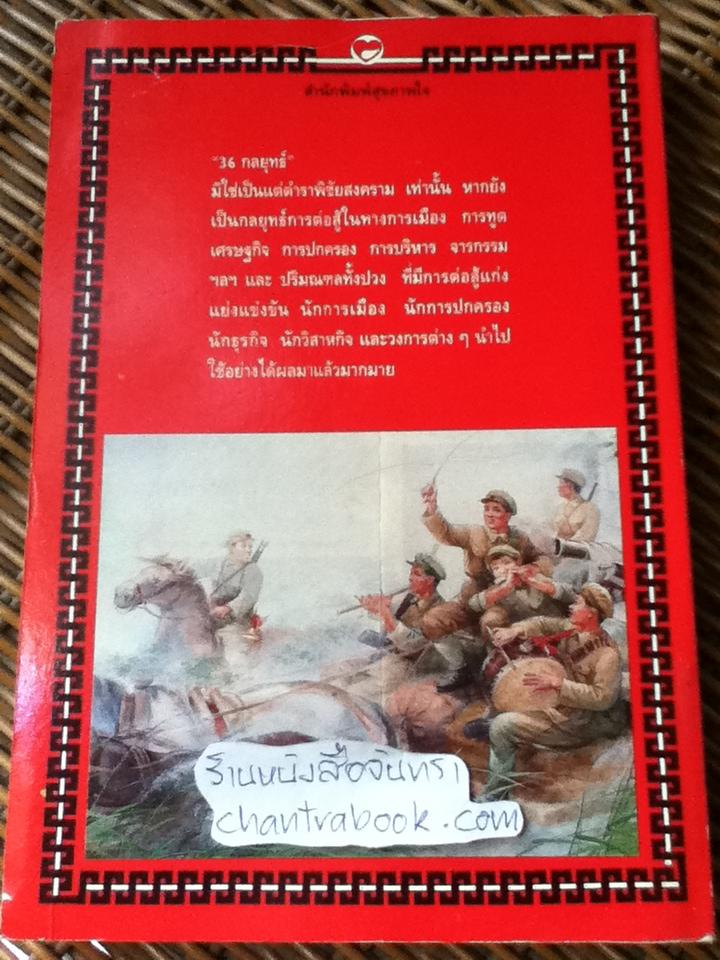 สำนักพิมพ์สุขภาพใจ
"36 กลยุทธ์"
มิใช่เป็นแต่ตำราพิชัยสงคราม เท่านั้น หากยัง
เป็นกลยุทธ์การต่อสู้ในทางการเมือง การทูต
เศรษฐกิจ การปกครอง การบริหาร จารกรรม
ฯลฯ และ ปริมณฑลทั้งปวง ที่มีการต่อสู้แก่ง
แย่งแข่งขัน นักการเมือง นักการปกครอง
นักธุรกิจ นักวิสาหกิจ และวงการต่าง ๆ นำไป
ใช้อย่างได้ผลมาแล้วมากมาย
ร้านหนังสือจันทรา
chantrabook.com